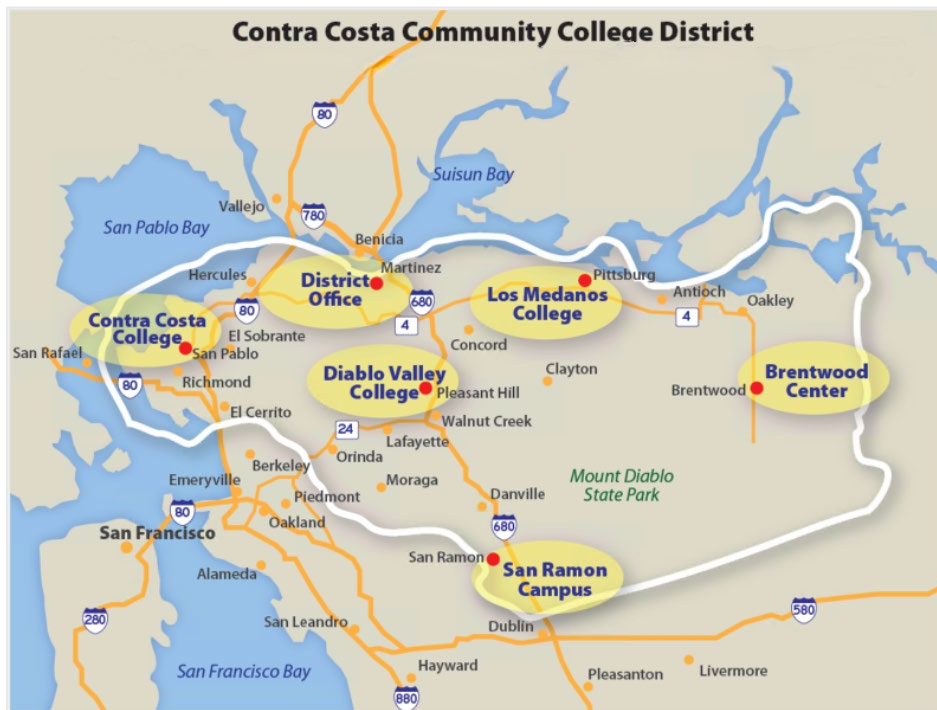 Contra Costa Community College District
80
Suisun Bay
Vallejo
780
San Pablo Bay
Benicia
Hercules
District
Office
Martinez
680
Pittsburg
Los Medanos
College
Antioch
Oakley
80
4
4
Contra Costa
College
El Sobrante
San Pablo
Concord
San Rafael
80
Richmond
Diablo Valley
College
Pleasant Hill
Clayton
Brentwood
Brentwood
Center
El Cerrito
24
Walnut Creek
Lafayette
Orinda
Berkeley
Moraga
Mount Diablo
State Park
Emeryville
Piedmont
Danville
80
Oakland
680
San Francisco
San Ramon
San Ramon
Campus
Alameda
280
San Leandro
Dublin
580
San Francisco Bay
Hayward
Pleasanton
Livermore
880